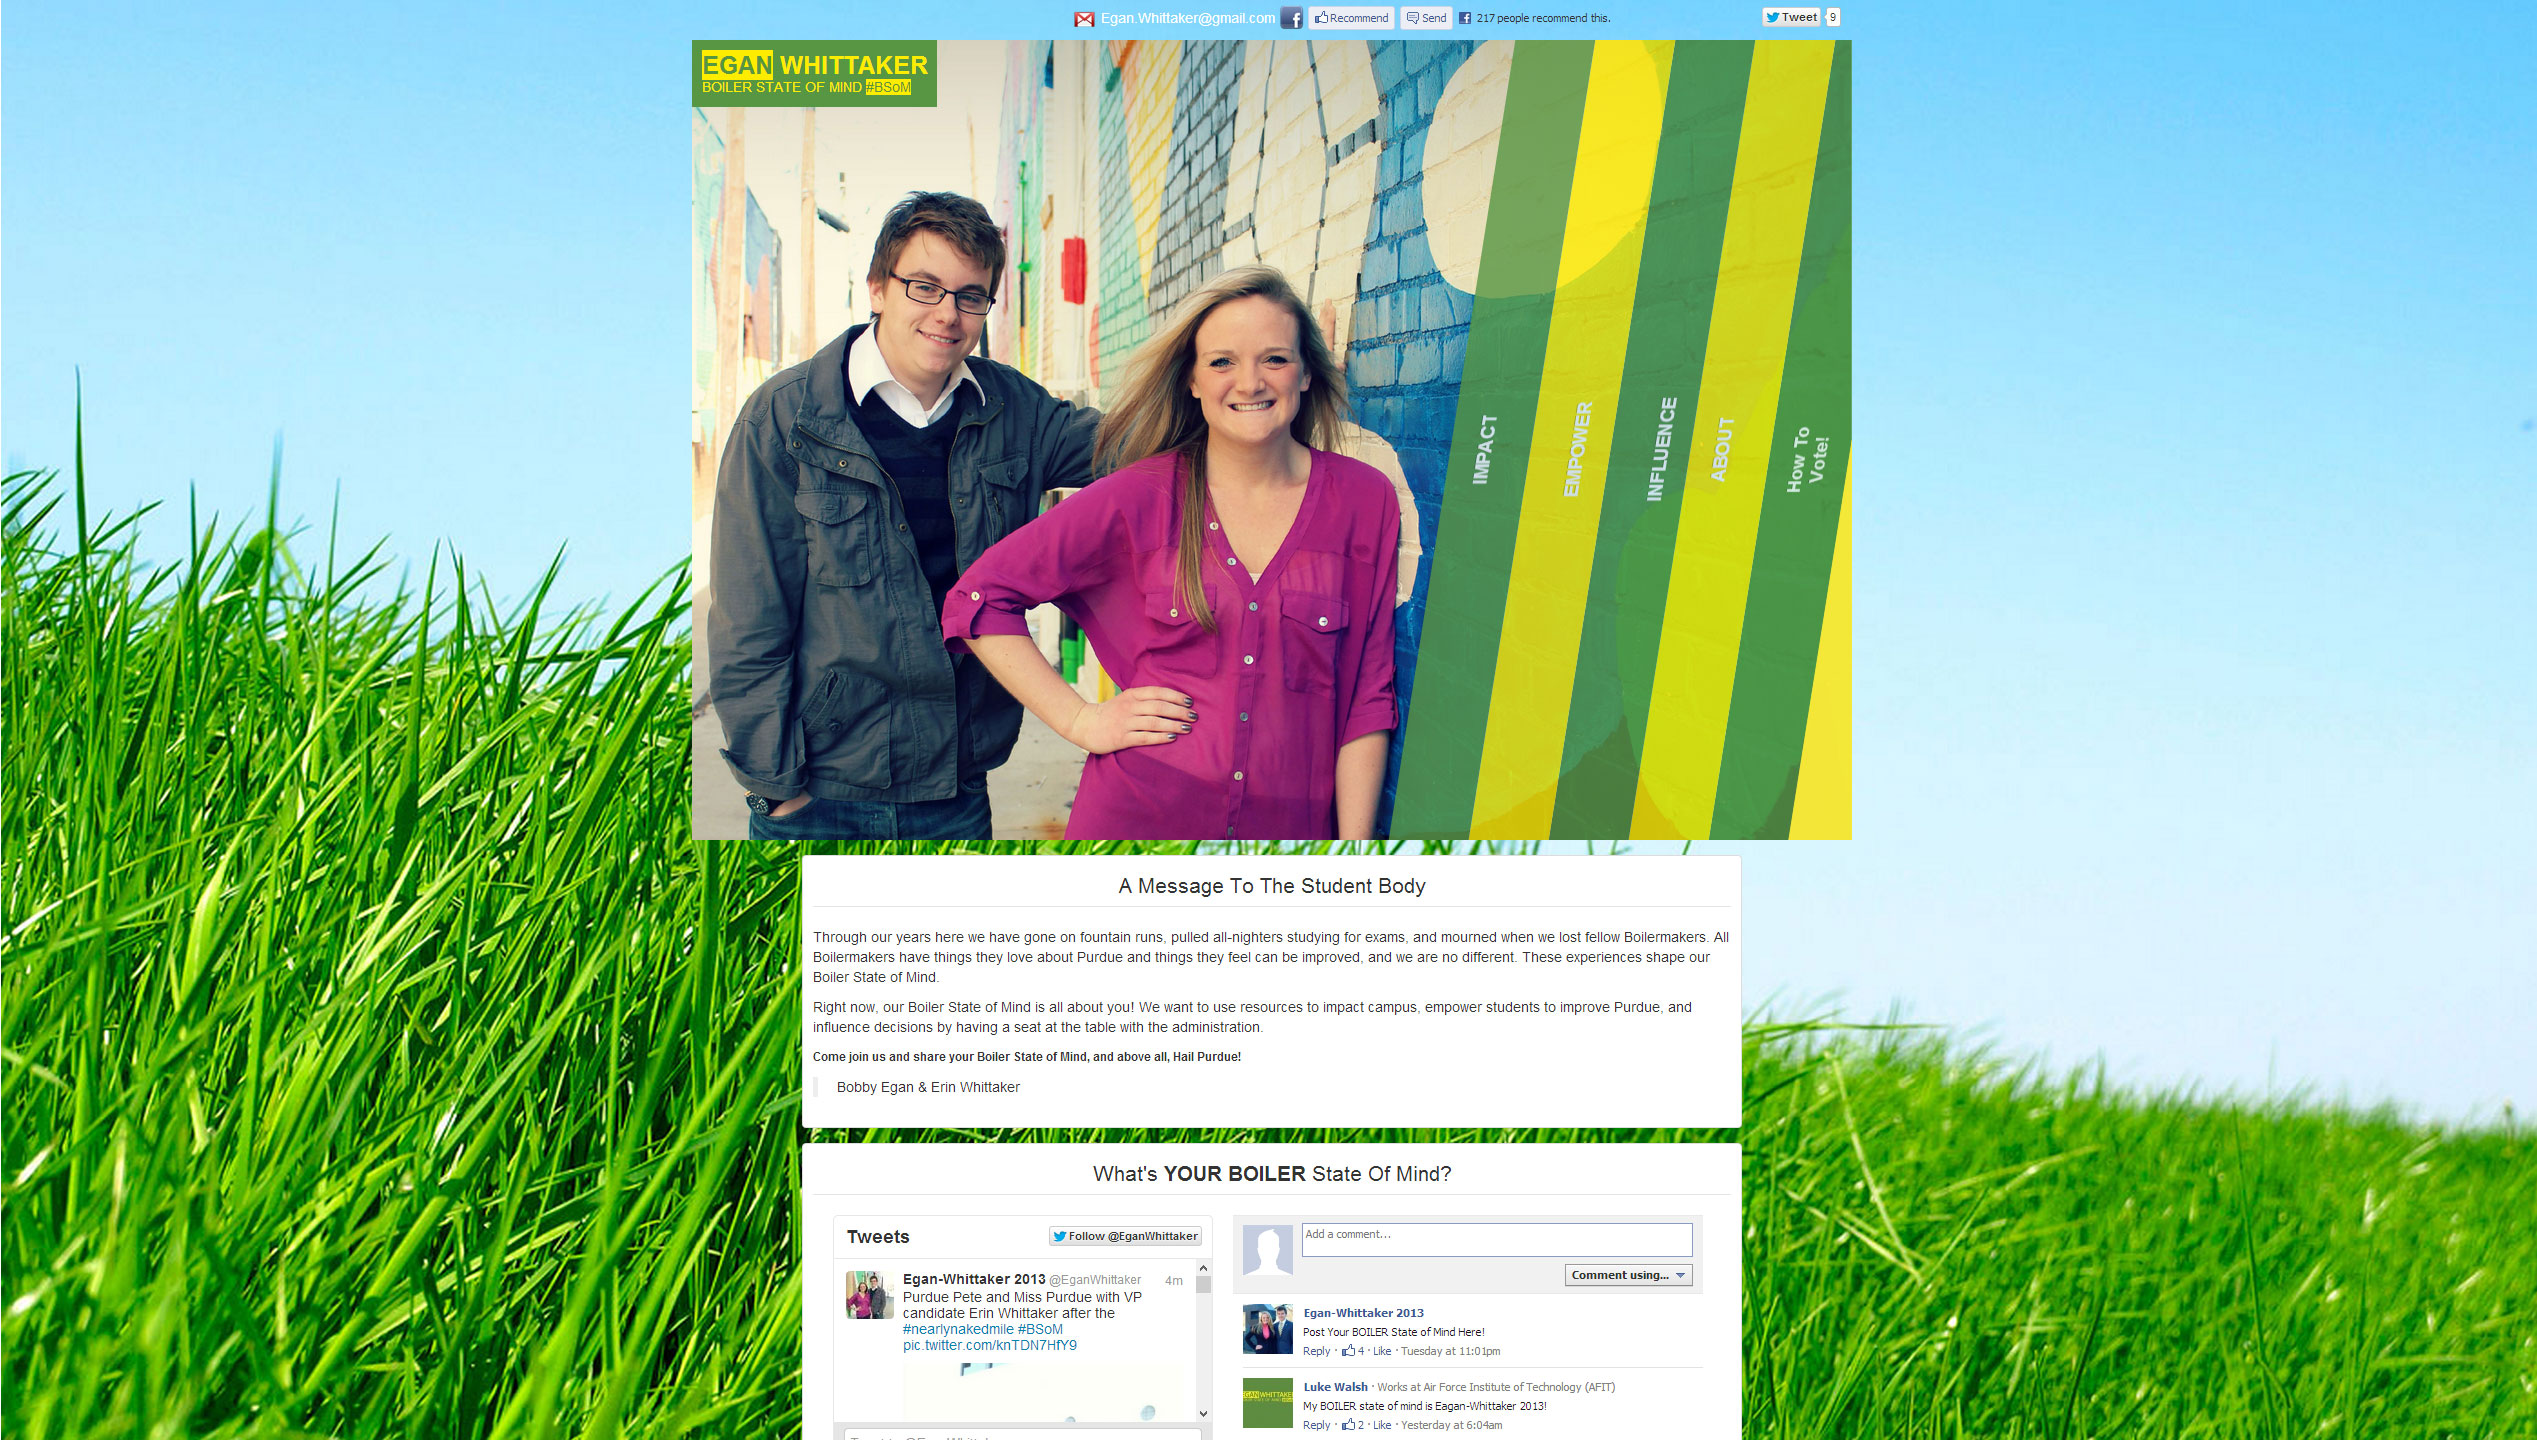 Egan.Whittaker@gmail.com Recommend Send 217 people recommend this. Tweet 9
EGAN WHITTAKER
BOILER STATE OF MIND #BSoM
IMPACT
EMPOWER
INFLUENCE
ABOUT
How To
Vote!
A Message To The Student Body
Through our years here we have gone on fountain runs, pulled all-nighters studying for exams, and mourned when we lost fellow Boilermakers. All
Boilermakers have things they love about Purdue and things they feel can be improved, and we are no different. These experiences shape our
Boiler State of Mind.
Right now, our Boiler State of Mind is all about you! We want to use resources to impact campus, empower students to improve Purdue, and
influence decisions by having a seat at the table with the administration.
Come join us and share your Boiler State of Mind, and above all, Hail Purdue!
Bobby Egan & Erin Whittaker
What's YOUR BOILER State Of Mind?
Tweets Follow @EganWhittaker
Egan-Whittaker 2013 @EganWhittaker 4m
Purdue Pete and Miss Purdue with VP
candidate Erin Whittaker after the
#nearlynakedmile #BSoM
pic.twitter.com/knTDN7HfY9
Add a comment...
Comment using...
Egan-Whittaker 2013
Post Your BOILER State of Mind Here!
Reply · 4 · Like · Tuesday at 11:01pm
EGAN WHITTAKER
Luke Walsh · Works at Air Force Institute of Technology (AFIT)
My BOILER state of mind is Eagan-Whittaker 2013!
Reply · 2 · Like · Yesterday at 6:04am